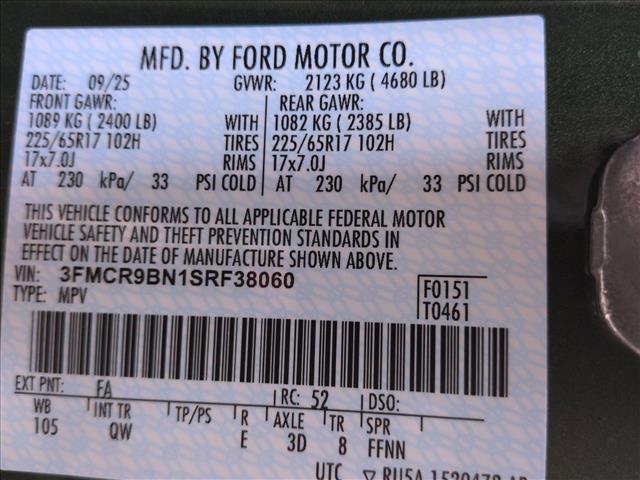 MFD. BY FORD MOTOR CO.
DATE: 09/25 GVWR: 2123 KG ( 4680 LB)
FRONT GAWR: REAR GAWR:
1089 KG ( 2400 LB) WITH 1082 KG ( 2385 LB) WITH
225/65R17 102H TIRES 225/65R17 102H TIRES
17x7.0J RIMS 17x7.0J RIMS
AT 230 kPa/ 33 PSI COLD AT 230 kPa/ 33 PSI COLD
THIS VEHICLE CONFORMS TO ALL APPLICABLE FEDERAL MOTOR
VEHICLE SAFETY AND THEFT PREVENTION STANDARDS IN
EFFECT ON THE DATE OF MANUFACTURE SHOWN ABOVE.
VIN: 3FMCR9BN1SRF38060 F0151
TYPE: MPV T0461
EXT PNT: FA RC: 52 DSO:
WB INT TR TP/PS R AXLE TR SPR
105 QW E 3D 8 FFNN
UTC